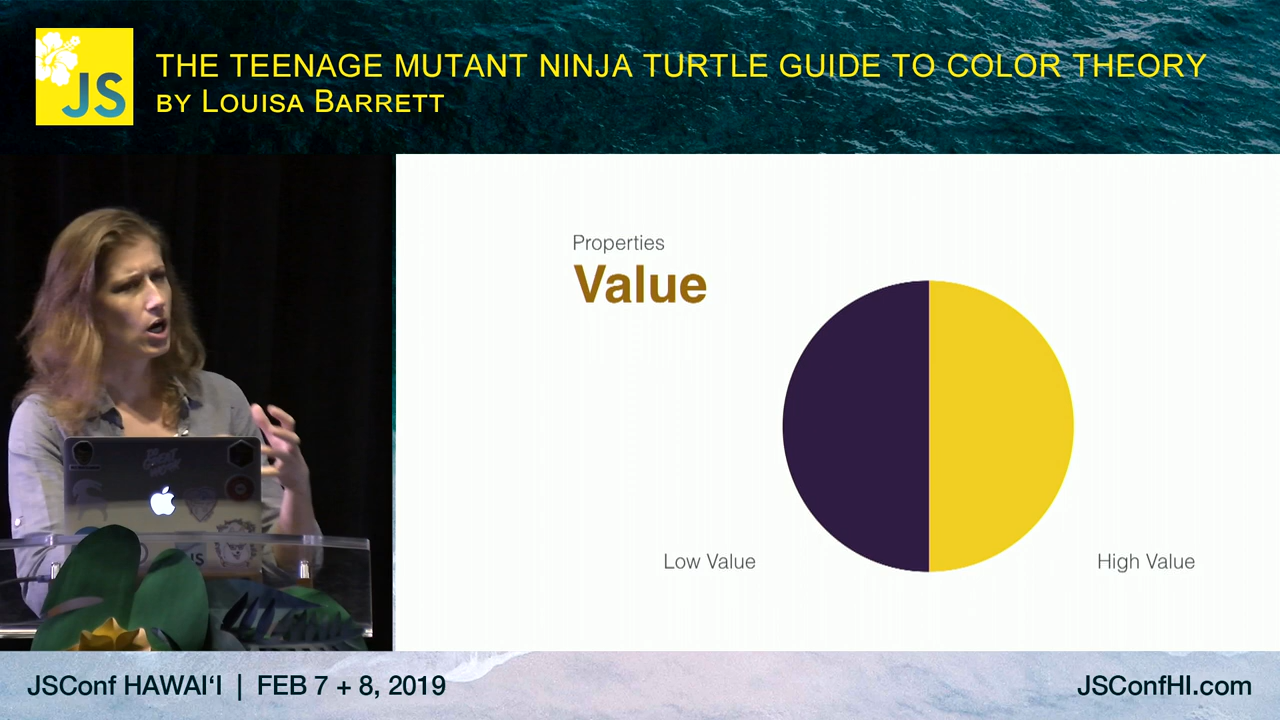 JS
THE TEENAGE MUTANT NINJA TURTLE GUIDE TO COLOR THEORY
BY LOUISA BARRETT
Properties
Value
Low Value
High Value
JSConf HAWAI‘I | FEB 7 + 8, 2019
JSConfHI.com